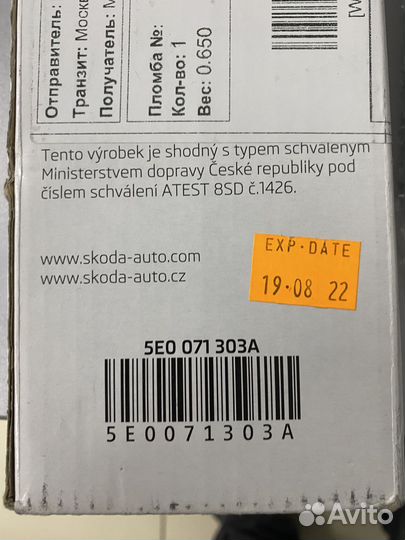 Отправитель:
Транзит: Москв
Получатель: М
Пломба №:
Кол-во: 1
Вес: 0.650
[W
Tento výrobek je shodný s typem schvalenym
Ministerstvem dopravy České republiky pod
číslem schválení ATEST 8SD č.1426.
www.skoda-auto.com
www.skoda-auto.cz
EXP·DATE
19·08 22
5E0 071 303A
5E0071303A
Avito